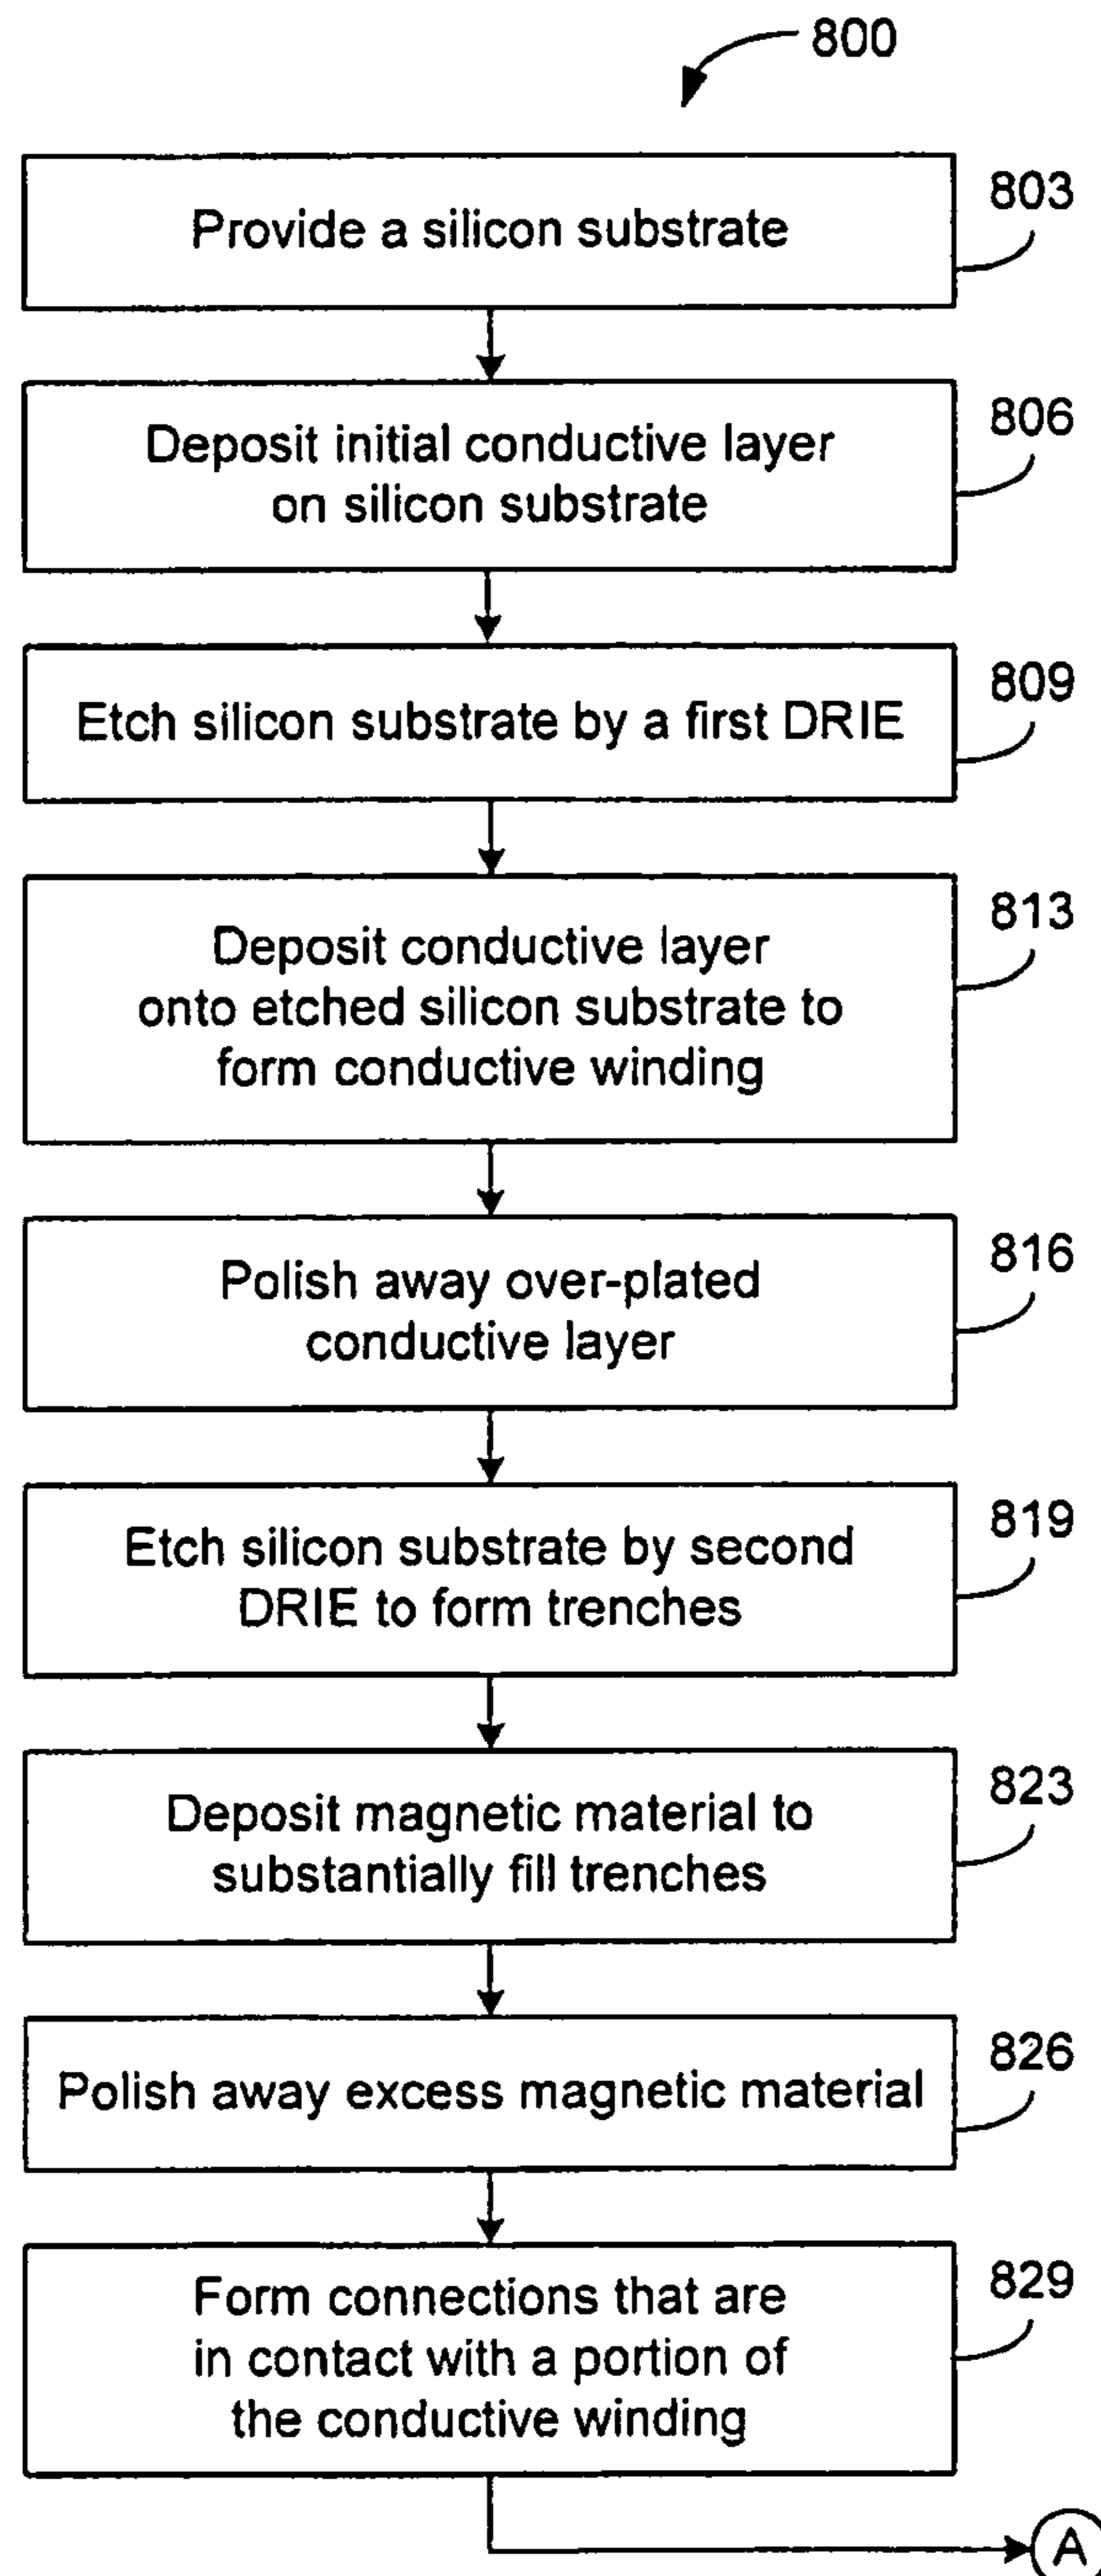 800
Provide a silicon substrate
803
Deposit initial conductive layer
on silicon substrate
806
Etch silicon substrate by a first DRIE
809
Deposit conductive layer
onto etched silicon substrate to
form conductive winding
813
Polish away over-plated
conductive layer
816
Etch silicon substrate by second
DRIE to form trenches
819
Deposit magnetic material to
substantially fill trenches
823
Polish away excess magnetic material
826
Form connections that are
in contact with a portion of
the conductive winding
829
A